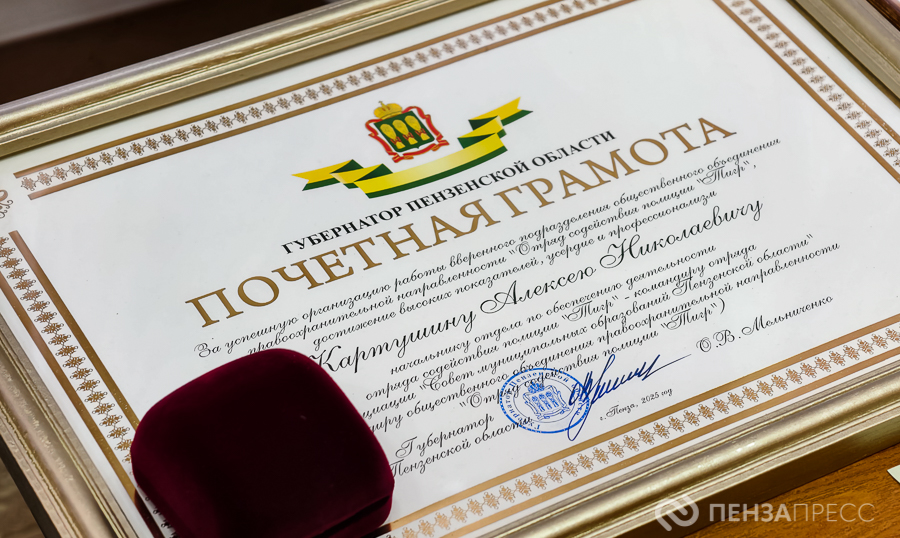 ГУБЕРНАТОР ПЕНЗЕНСКОЙ ОБЛАСТИ
ПОЧЕТНАЯ ГРАМОТА
За успешную организацию работы вверенного подразделения общественного объединения
правоохранительной направленности "Отряд содействия полиции "Тигр",
достижение высоких показателей, усердие и профессионализм
Картушину Алексею Николаевичу
начальнику отдела по обеспечению деятельности
отряда содействия полиции "Тигр" - командиру отряда
"Совет муниципальных образований Пензенской области"
общественного объединения правоохранительной направленности
"Отряд содействия полиции "Тигр")
Губернатор
Пензенской области
О.В. Мельниченко
г. Пенза, 2025 год
ПЕНЗАПРЕСС